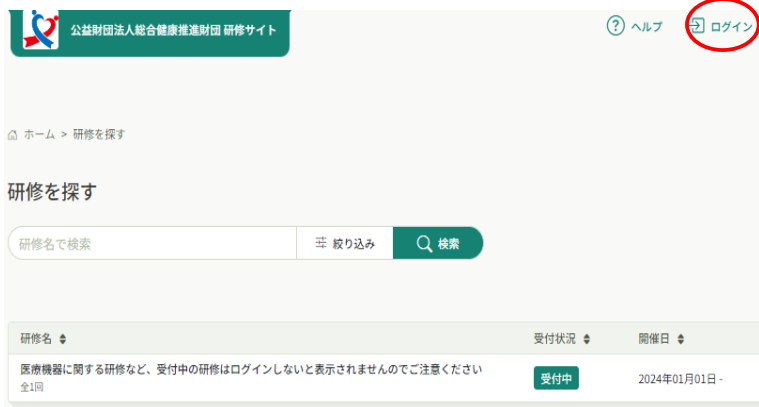 公益財団法人総合健康推進財団 研修サイト
ヘルプ
ログイン
ホーム > 研修を探す
研修を探す
研修名で検索
絞り込み
検索
研修名 受付状況 開催日
医療機器に関する研修など、受付中の研修はログインしないと表示されませんのでご注意ください 受付中 2024年01月01日 -
全1回